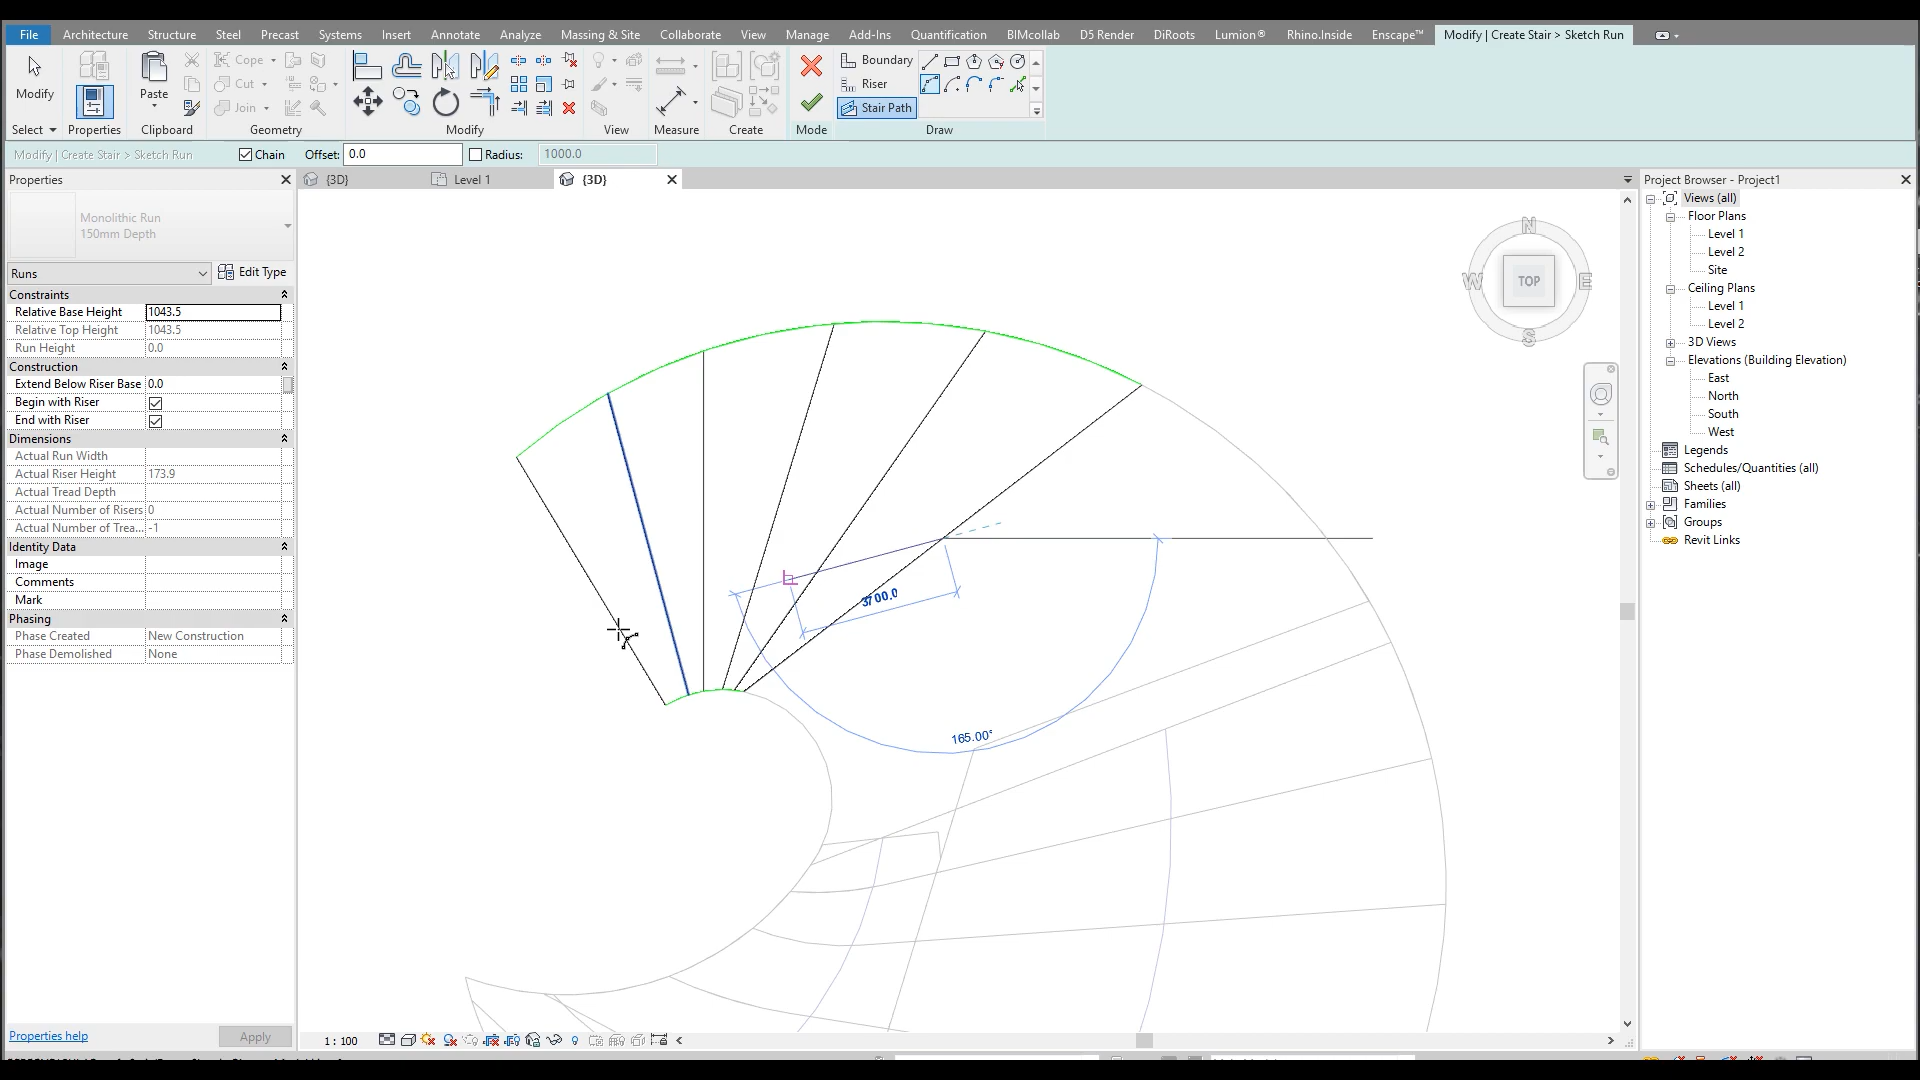 File Architecture Structure Steel Precast Systems Insert Annotate Analyze Massing & Site Collaborate View Manage Add-Ins Quantification BIMcollab D5 Render DiRoots Lumion® Rhino.Inside Enscape™ Modify | Create Stair > Sketch Run
Modify
Paste
Cope
Cut
Join
Boundary
Riser
Stair Path
Select Properties Clipboard Geometry Modify View Measure Create Mode Draw
Modify | Create Stair > Sketch Run Chain Offset: 0.0 Radius: 1000.0
Properties
{3D} Level 1 {3D}
Project Browser - Project1
Monolithic Run
150mm Depth
Runs Edit Type
Constraints
Relative Base Height 1043.5
Relative Top Height 1043.5
Run Height 0.0
Construction
Extend Below Riser Base 0.0
Begin with Riser
End with Riser
Dimensions
Actual Run Width
Actual Riser Height 173.9
Actual Tread Depth
Actual Number of Risers 0
Actual Number of Trea... -1
Identity Data
Image
Comments
Mark
Phasing
Phase Created New Construction
Phase Demolished None
Properties help Apply
N
W TOP E
S
3700.0
165.00°
1 : 100
Views (all)
Floor Plans
Level 1
Level 2
Site
Ceiling Plans
Level 1
Level 2
3D Views
Elevations (Building Elevation)
East
North
South
West
Legends
Schedules/Quantities (all)
Sheets (all)
Families
Groups
Revit Links